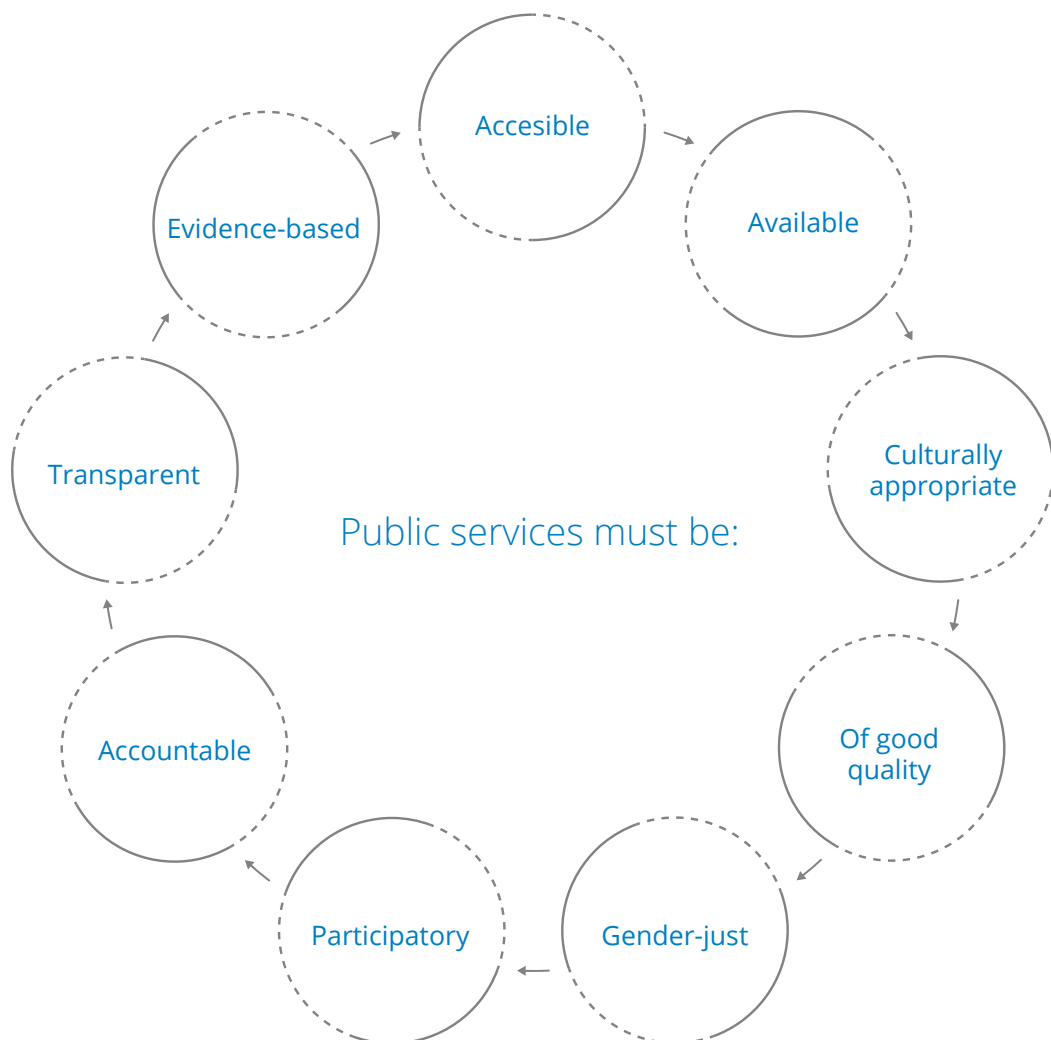 Accesible
Available
Culturally
appropriate
Of good
quality
Gender-just
Participatory
Accountable
Transparent
Evidence-based
Public services must be: